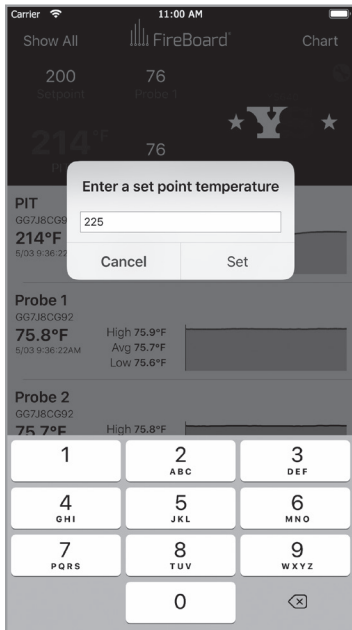 Carrier 11:00 AM
Show All FireBoard Chart
200 76
Setpoint Probe 1
Y
214°F 76
Enter a set point temperature
225
Cancel Set
PIT
GG7J8CG9
214°F
5/03 9:36:22
Probe 1
GG7J8CG92
75.8°F
5/03 9:36:22AM
High 75.9°F
Avg 75.7°F
Low 75.6°F
Probe 2
GG7J8CG92
75.7°F
High 75.8°F
1 2 3
ABC DEF
4 5 6
GHI JKL MNO
7 8 9
PQRS TUV WXYZ
0